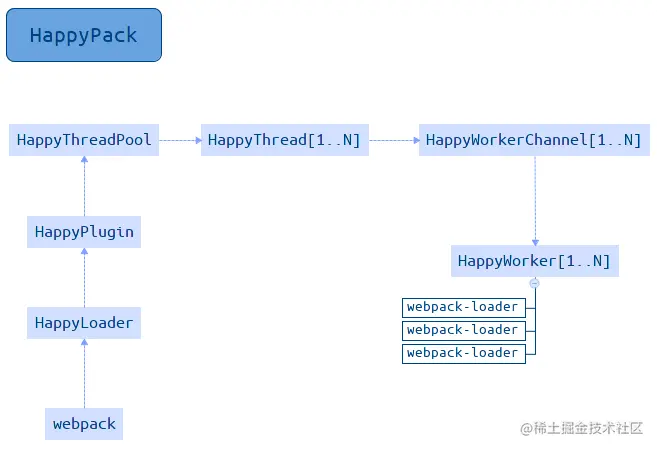 HappyPack
HappyThreadPool
HappyThread[1..N]
HappyWorkerChannel[1..N]
HappyPlugin
HappyWorker[1..N]
webpack-loader
HappyLoader
webpack-loader
webpack-loader
webpack
@稀土掘金技术社区